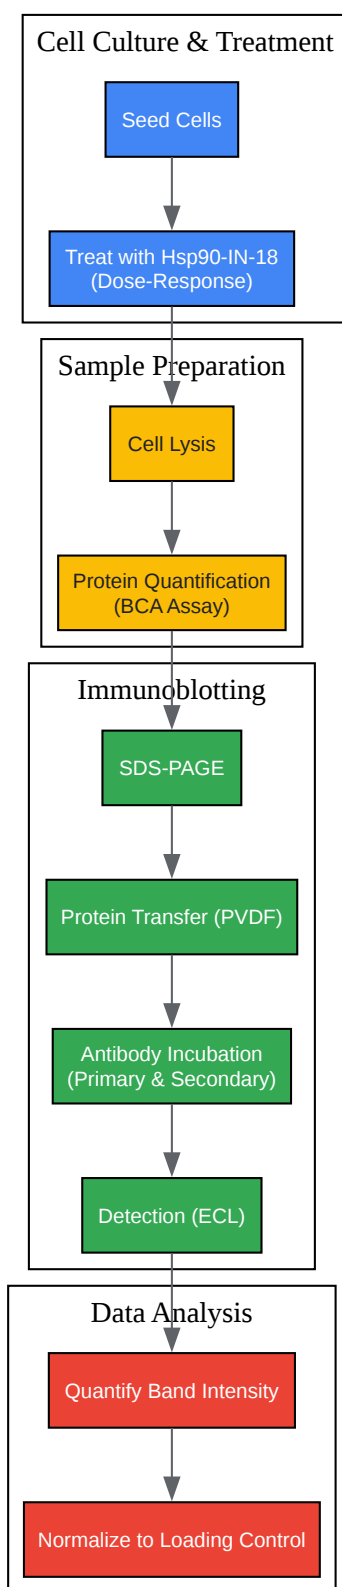 Cell Culture & Treatment
Seed Cells
Treat with Hsp90-IN-18
(Dose-Response)
Sample Preparation
Cell Lysis
Protein Quantification
(BCA Assay)
Immunoblotting
SDS-PAGE
Protein Transfer (PVDF)
Antibody Incubation
(Primary & Secondary)
Detection (ECL)
Data Analysis
Quantify Band Intensity
Normalize to Loading Control